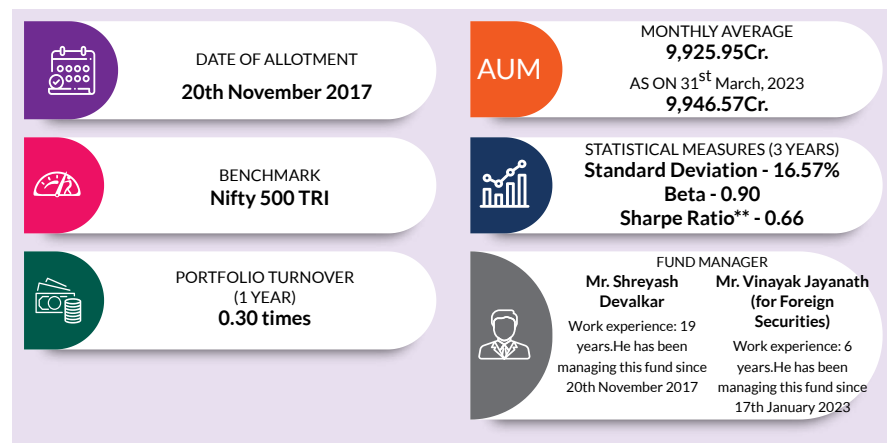 DATE OF ALLOTMENT
20th November 2017
BENCHMARK
Nifty 500 TRI
PORTFOLIO TURNOVER
(1 YEAR)
0.30 times
AUM
MONTHLY AVERAGE
9,925.95Cr.
AS ON 31st March, 2023
9,946.57Cr.
STATISTICAL MEASURES (3 YEARS)
Standard Deviation - 16.57%
Beta - 0.90
Sharpe Ratio** - 0.66
FUND MANAGER
Mr. Shreyash
Devalkar
Work experience: 19
years.He has been
managing this fund since
20th November 2017
Mr. Vinayak Jayanath
(for Foreign
Securities)
Work experience: 6
years.He has been
managing this fund since
17th January 2023